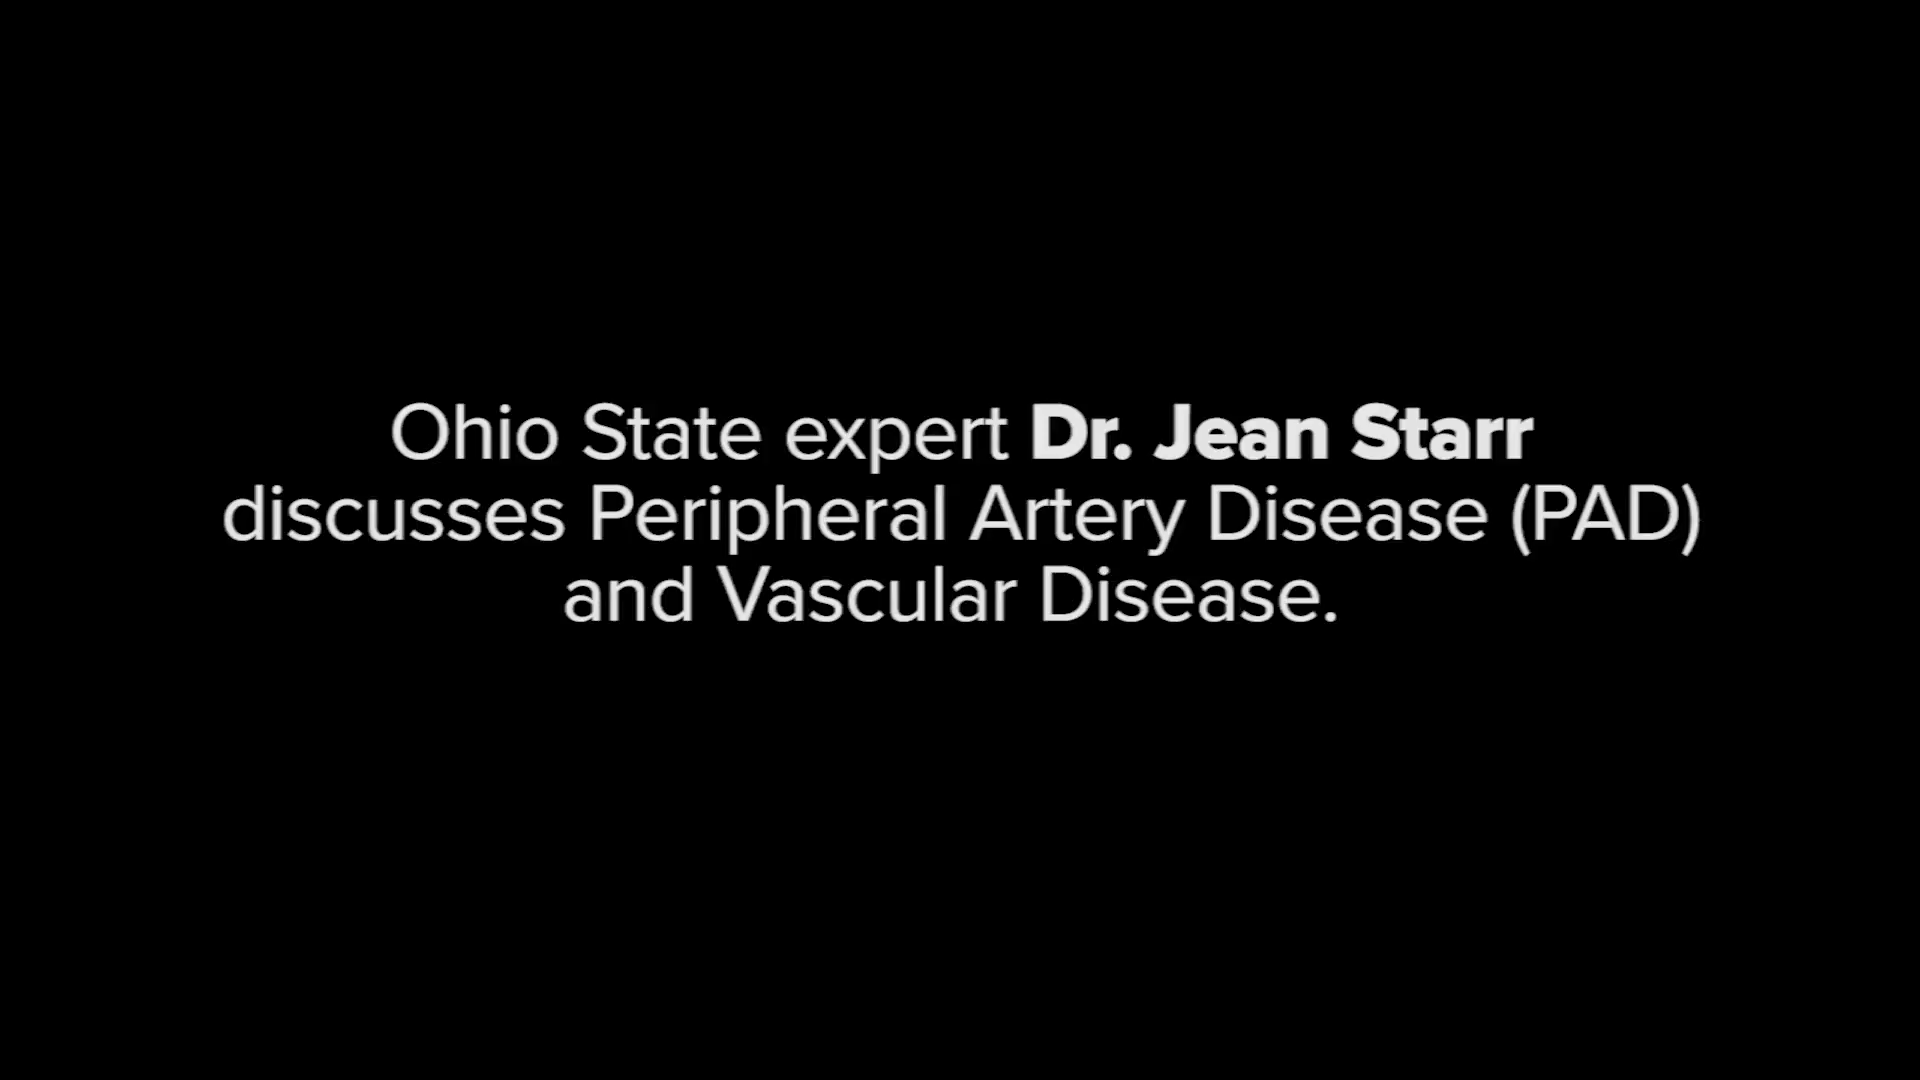 Ohio State expert Dr. Jean Starr
discusses Peripheral Artery Disease (PAD)
and Vascular Disease.